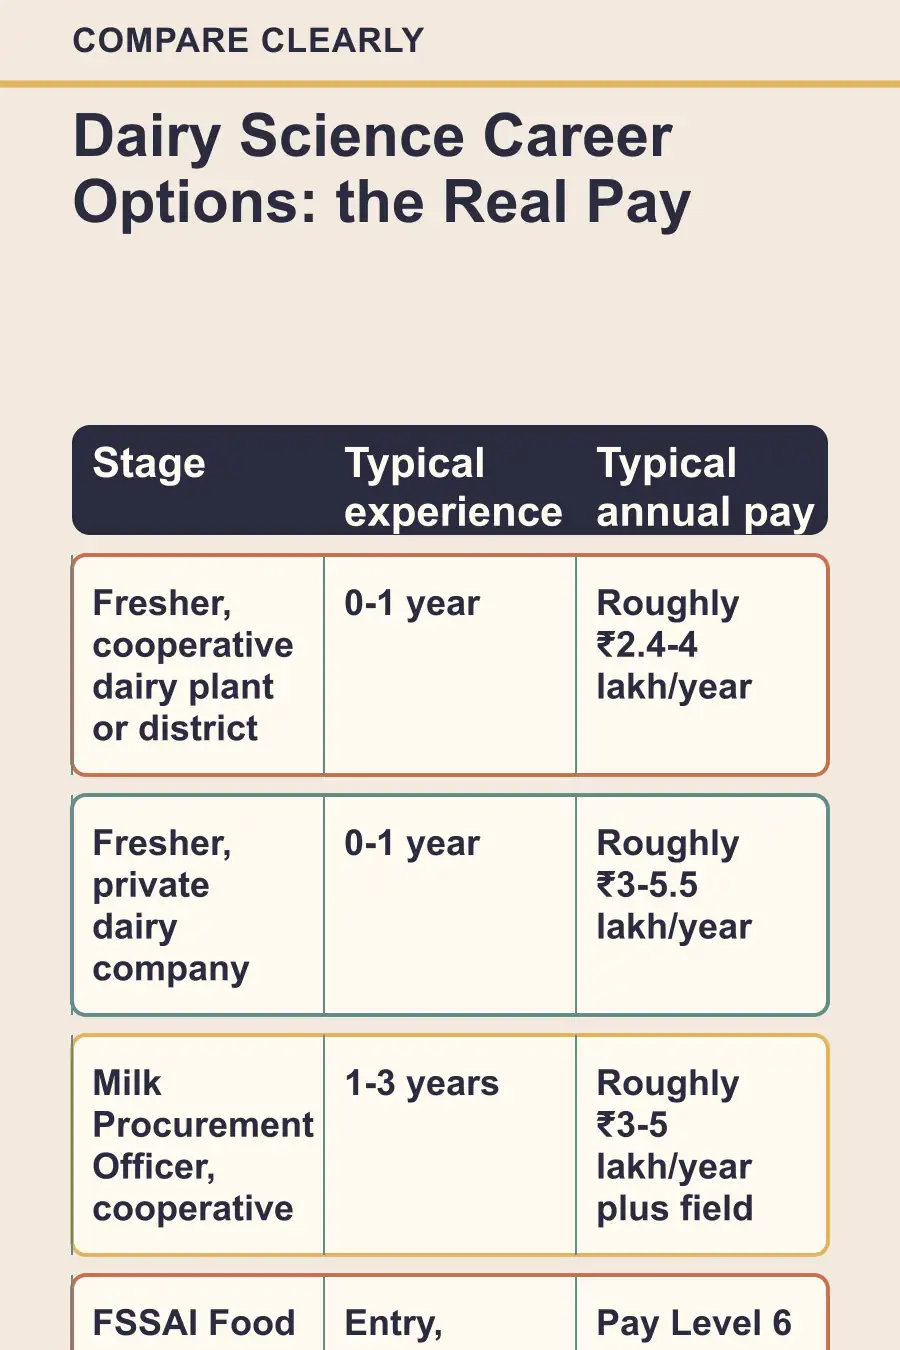 COMPARE CLEARLY
Dairy Science Career
Options: the Real Pay
Stage
Typical
experience
Typical
annual pay
Fresher,
cooperative
dairy plant
or district
0-1 year
Roughly
₹2.4-4
lakh/year
Fresher,
private
dairy
company
0-1 year
Roughly
₹3-5.5
lakh/year
Milk
Procurement
Officer,
cooperative
1-3 years
Roughly
₹3-5
lakh/year
plus field
FSSAI Food
Entry,
Pay Level 6